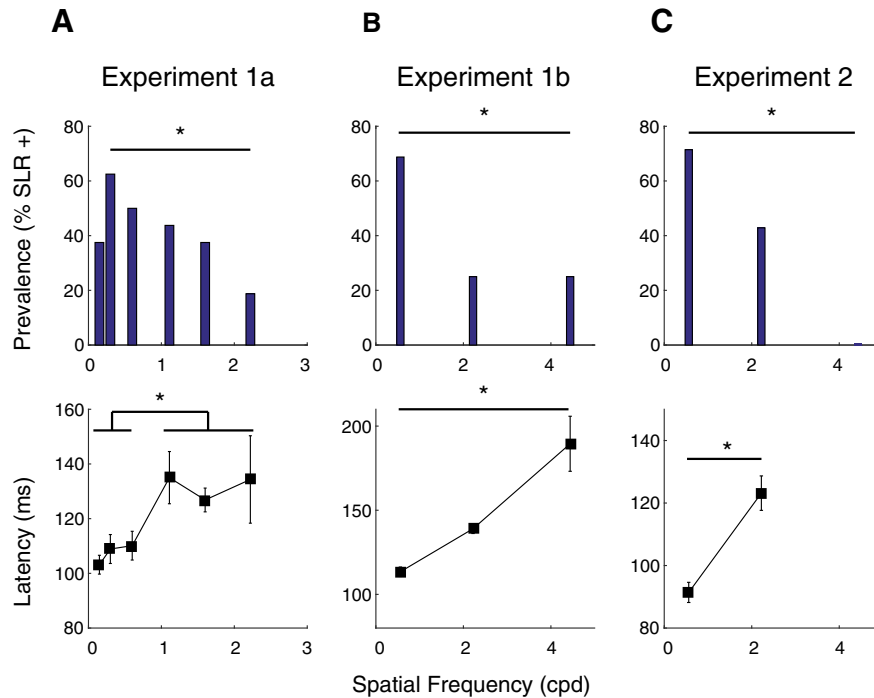 A
B
C
Experiment 1a
Experiment 1b
Experiment 2
Prevalence (% SLR +)
80
60
40
20
0
0 1 2 3
*
80
60
40
20
0
0 2 4
*
80
60
40
20
0
0 2 4
*
Latency (ms)
160
140
120
100
80
0 1 2 3
*
200
150
100
0 2 4
*
140
120
100
80
0 2 4
*
Spatial Frequency (cpd)